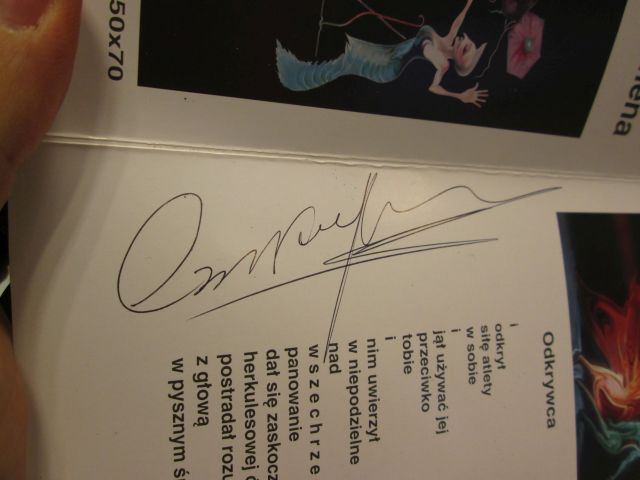 50x70
Odkrywca
i
odkrył
siłę atlety
w sobie
i
jął używać jej
przeciwko
tobie
i
nim uwierzył
w niepodzielne
nad
w s z e c h r z e
panowanie
dał się zaskocz
herkulesowej
postradał rozu
z głową
w pysznym